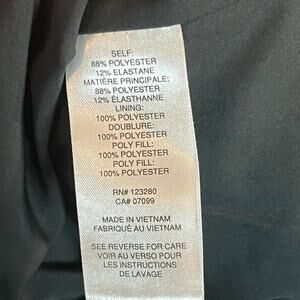 SELF:
88% POLYESTER
12% ELASTANE
MATIÈRE PRINCIPALE:
88% POLYESTER
12% ÉLASTHANNE
LINING:
100% POLYESTER
DOUBLURE:
100% POLYESTER
POLY FILL:
100% POLYESTER
POLY FILL:
100% POLYESTER
RN# 123280
CA# 07099
MADE IN VIETNAM
FABRIQUÉ AU VIETNAM
SEE REVERSE FOR CARE
VOIR AU VERSO POUR
LES INSTRUCTIONS
DE LAVAGE